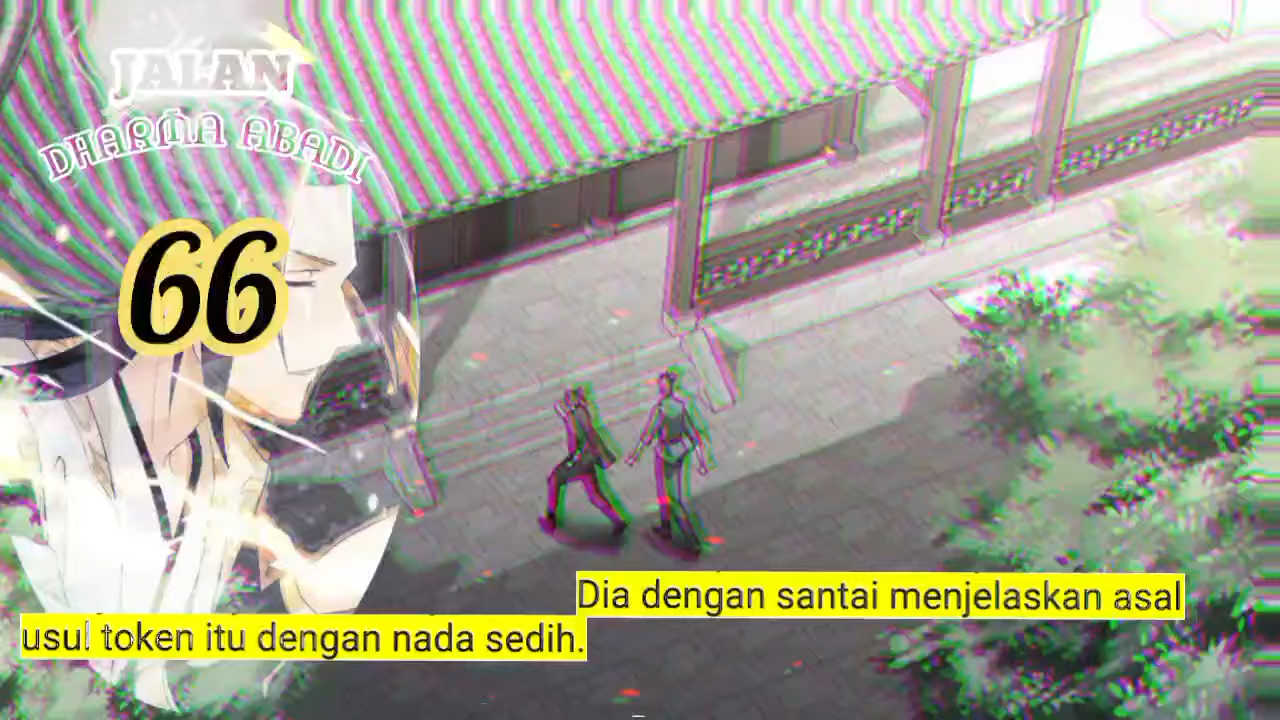 JALAN
DHARMA ABADI
66
Dia dengan santai menjelaskan asal
usul token itu dengan nada sedih.